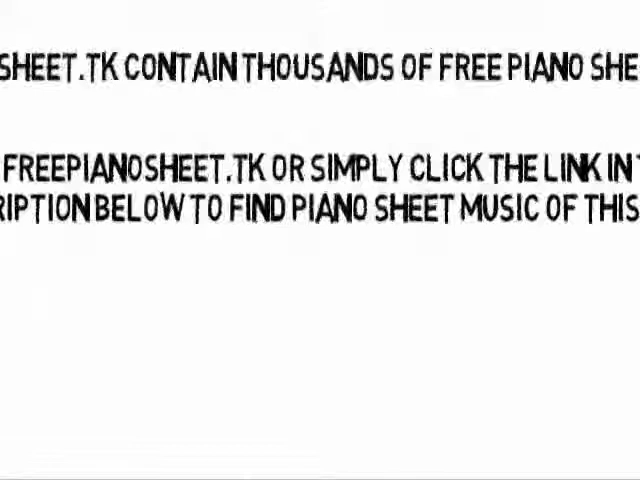 SHEET.TK CONTAIN THOUSANDS OF FREE PIANO SHE
FREEPIANOSHEET.TK OR SIMPLY CLICK THE LINK IN
RIPTION BELOW TO FIND PIANO SHEET MUSIC OF THIS